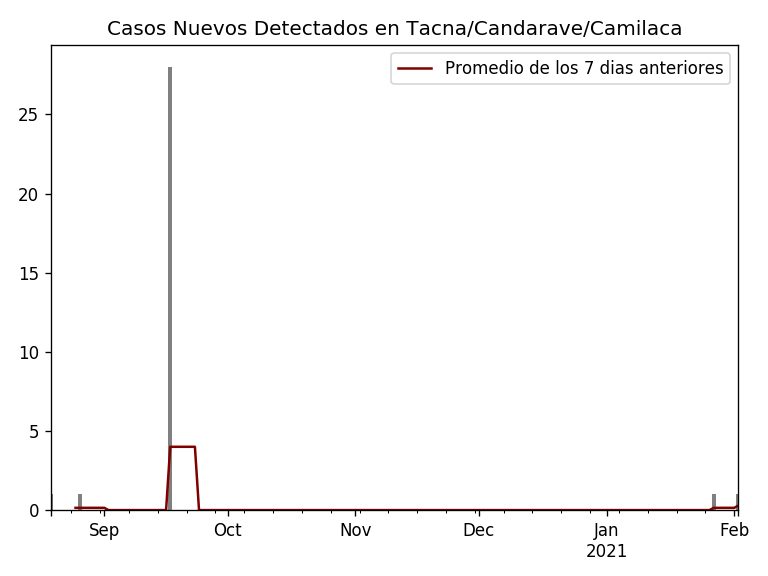 Casos Nuevos Detectados en Tacna/Candarave/Camilaca
Promedio de los 7 dias anteriores
25
20
15
10
5
0
Sep Oct Nov Dec Jan Feb
2021